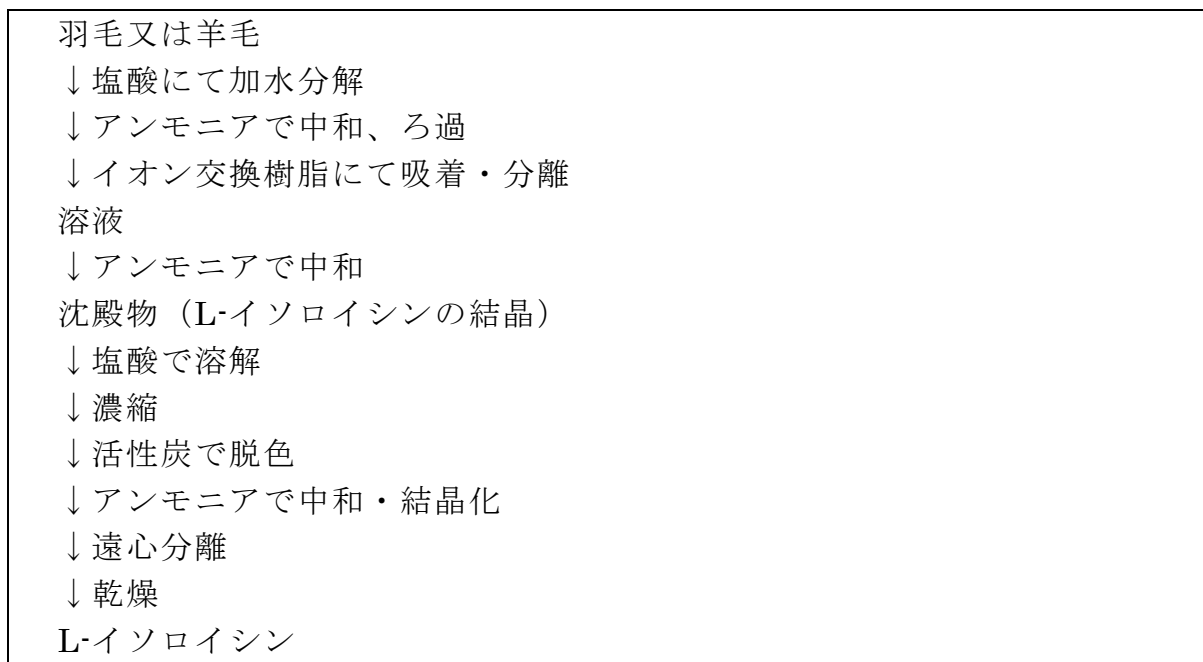 羽毛又は羊毛
↓塩酸にて加水分解
↓アンモニアで中和、ろ過
↓イオン交換樹脂にて吸着・分離
溶液
↓アンモニアで中和
沈殿物（L-イソロイシンの結晶）
↓塩酸で溶解
↓濃縮
↓活性炭で脱色
↓アンモニアで中和・結晶化
↓遠心分離
↓乾燥
L-イソロイシン